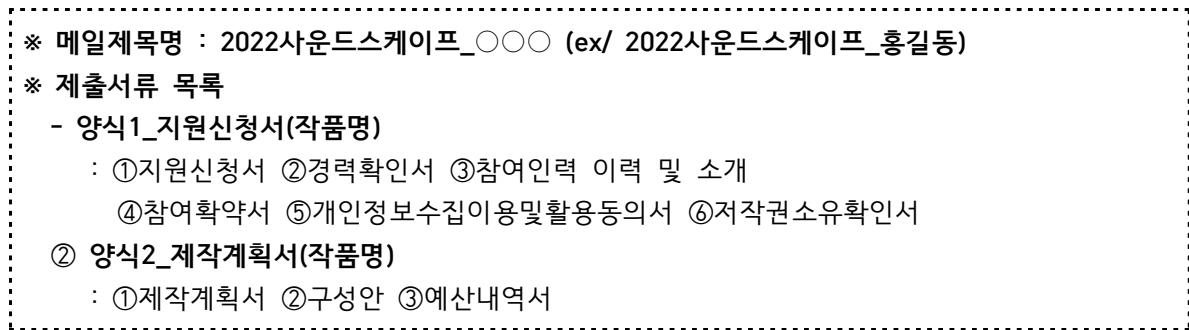 ※ 메일제목명 : 2022사운드스케이프_○○○ (ex/ 2022사운드스케이프_홍길동)
※ 제출서류 목록
- 양식1_지원신청서(작품명)
: ①지원신청서 ②경력확인서 ③참여인력 이력 및 소개
④참여확약서 ⑤개인정보수집이용및활용동의서 ⑥저작권소유확인서
② 양식2_제작계획서(작품명)
: ①제작계획서 ②구성안 ③예산내역서